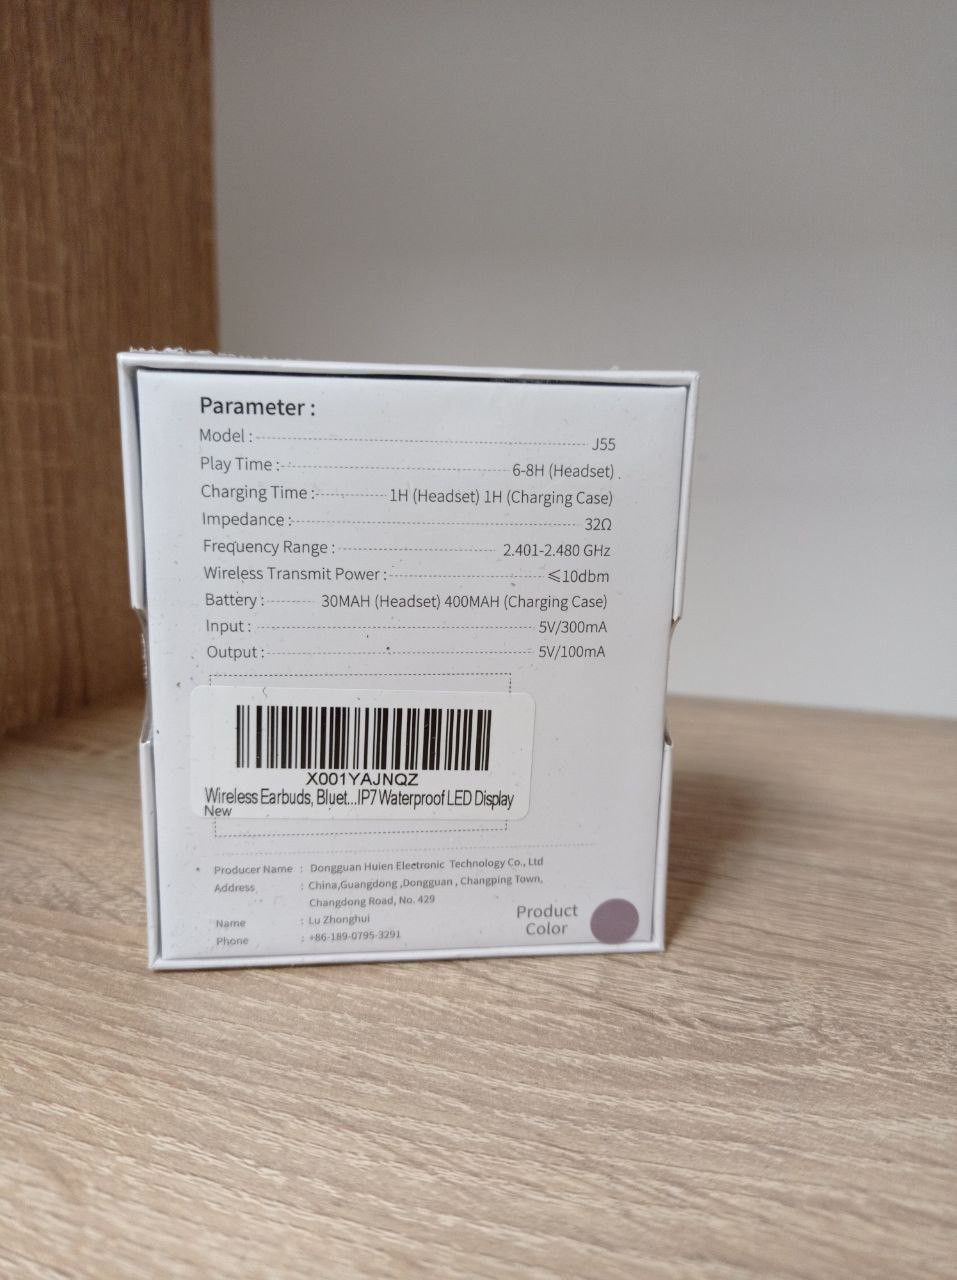 Parameter :
Model : J55
Play Time : 6-8H (Headset)
Charging Time : 1H (Headset) 1H (Charging Case)
Impedance : 32Ω
Frequency Range : 2.401-2.480 GHz
Wireless Transmit Power : ≤10dbm
Battery : 30MAH (Headset) 400MAH (Charging Case)
Input : 5V/300mA
Output : 5V/100mA
X001YAJNQZ
Wireless Earbuds, Bluet...IP7 Waterproof LED Display
New
Producer Name : Dongguan Huien Electronic Technology Co., Ltd
Address : China,Guangdong ,Dongguan , Changping Town,
Changdong Road, No. 429
Name : Lu Zhonghui
Phone : +86-189-0795-3291
Product
Color